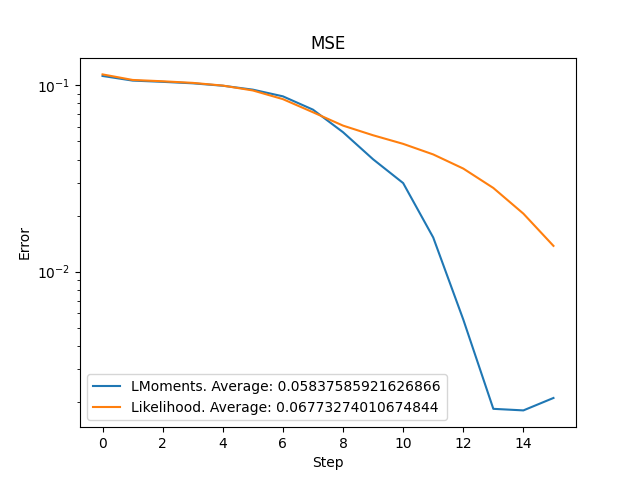 MSE
10⁻¹
10⁻²
Error
LMoments. Average: 0.05837585921626866
Likelihood. Average: 0.06773274010674844
0 2 4 6 8 10 12 14
Step